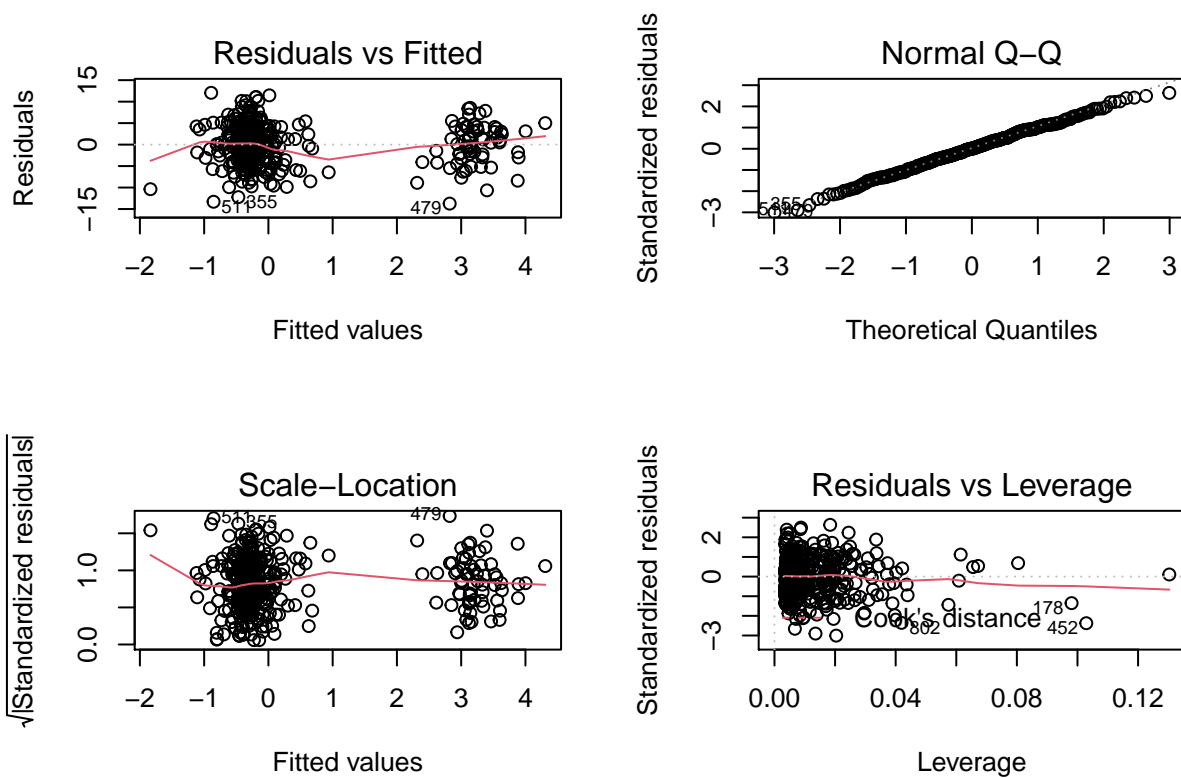 Residuals vs Fitted
Residuals
15
0
−15
511
355
479
−2 −1 0 1 2 3 4
Fitted values
Normal Q−Q
Standardized residuals
2
0
−3
355
−3 −2 −1 0 1 2 3
Theoretical Quantiles
Scale−Location
√|Standardized residuals|
1.0
0.0
511
355
479
−2 −1 0 1 2 3 4
Fitted values
Residuals vs Leverage
Standardized residuals
2
0
−3
Cook's distance
802
178
452
0.00 0.04 0.08 0.12
Leverage